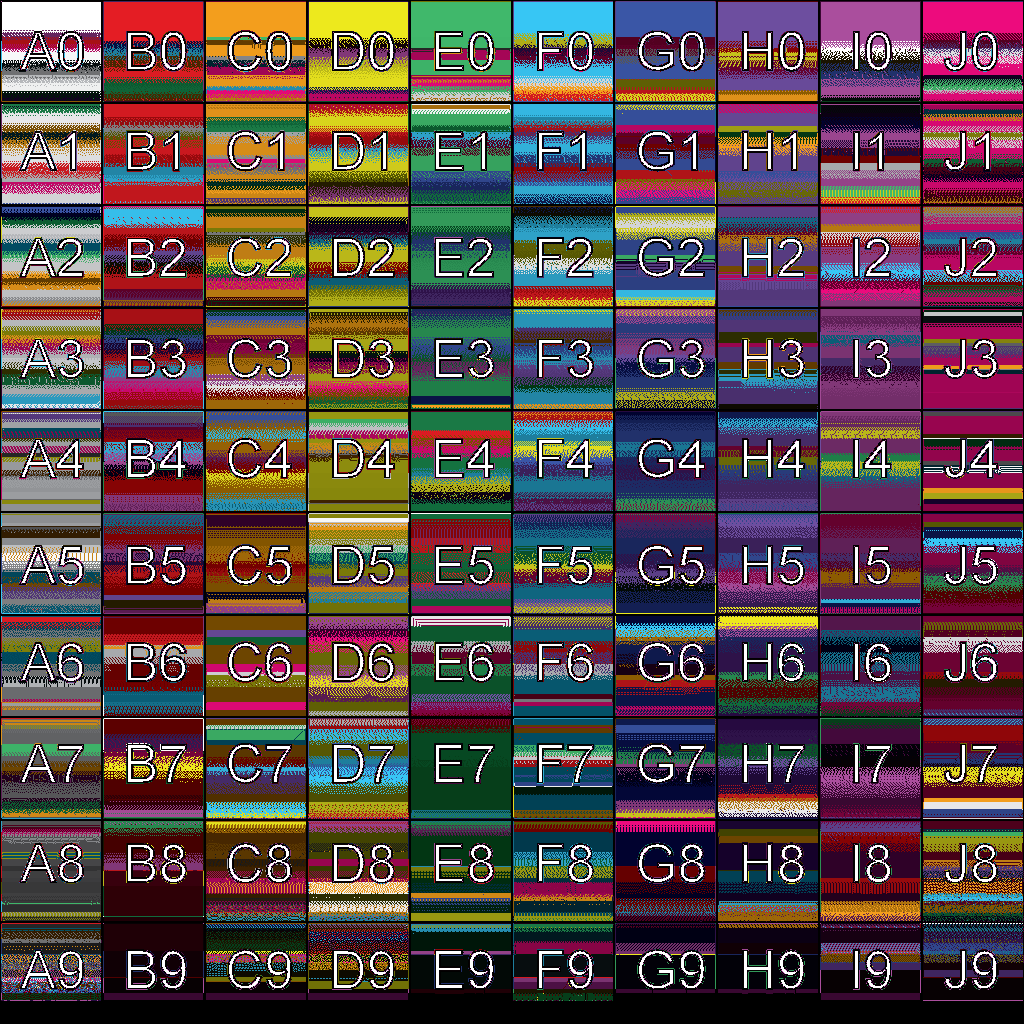 A0 B0 C0 D0 E0 F0 G0 H0 I0 J0
A1 B1 C1 D1 E1 F1 G1 H1 I1 J1
A2 B2 C2 D2 E2 F2 G2 H2 I2 J2
A3 B3 C3 D3 E3 F3 G3 H3 I3 J3
A4 B4 C4 D4 E4 F4 G4 H4 I4 J4
A5 B5 C5 D5 E5 F5 G5 H5 I5 J5
A6 B6 C6 D6 E6 F6 G6 H6 I6 J6
A7 B7 C7 D7 E7 F7 G7 H7 I7 J7
A8 B8 C8 D8 E8 F8 G8 H8 I8 J8
A9 B9 C9 D9 E9 F9 G9 H9 I9 J9